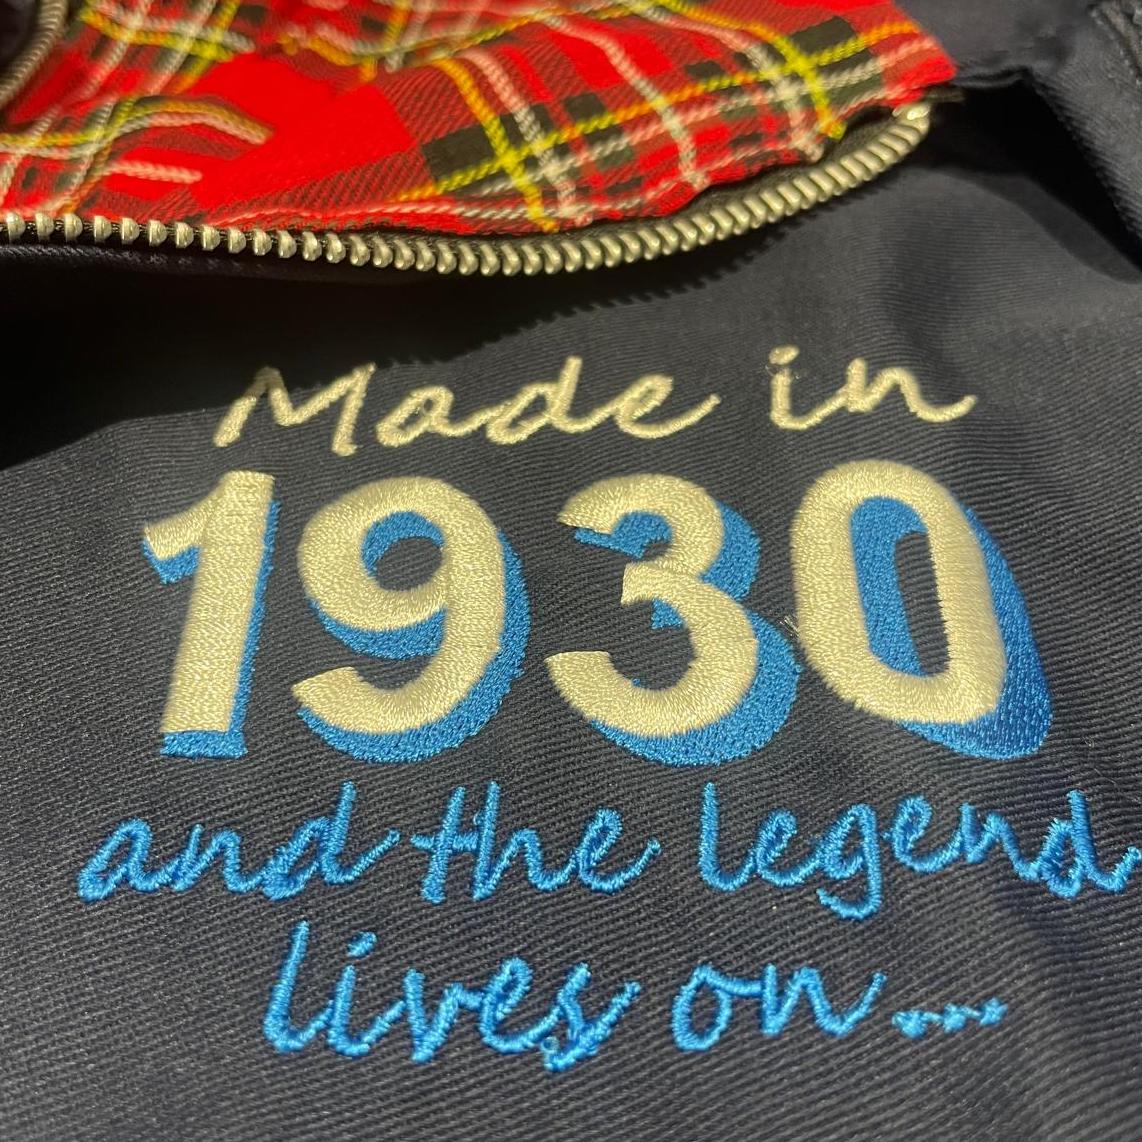 Made in
1930
and the legend
lives on...